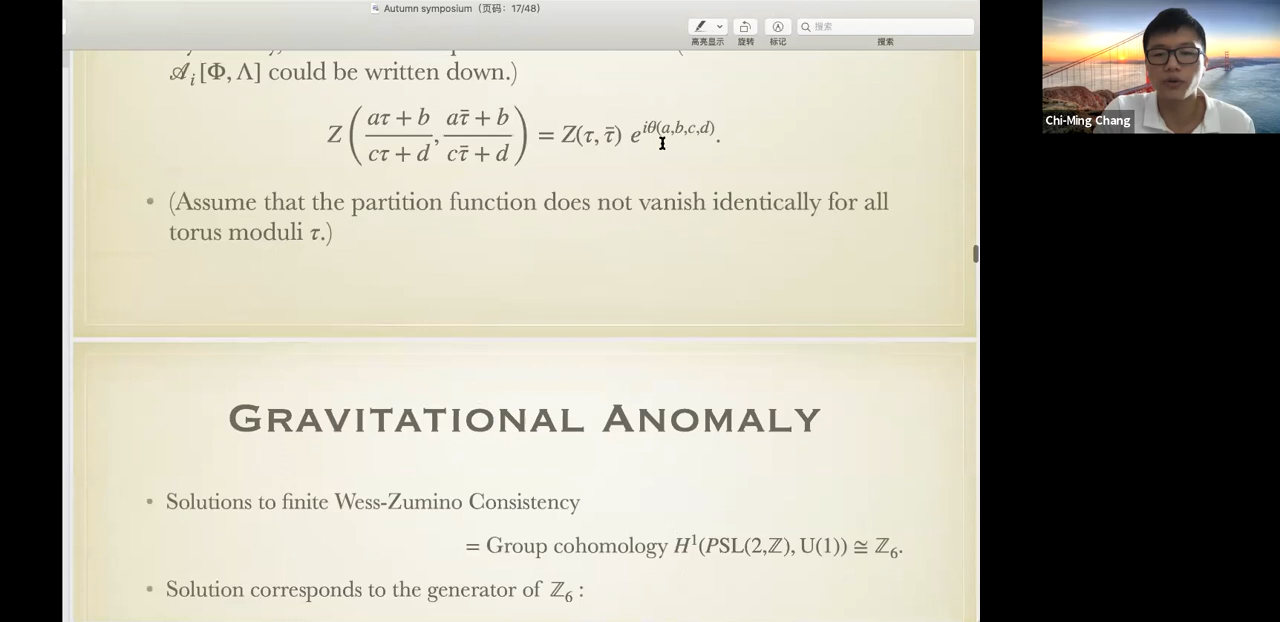 Autumn symposium（页码：17/48）
高亮显示
旋转
标记
搜索
搜索
𝒜ᵢ[Φ, Λ] could be written down.)
Z((aτ + b)/(cτ + d), (aτ̄ + b)/(cτ̄ + d)) = Z(τ, τ̄) e^{iθ(a,b,c,d)}.
• (Assume that the partition function does not vanish identically for all
torus moduli τ.)
GRAVITATIONAL ANOMALY
• Solutions to finite Wess-Zumino Consistency
= Group cohomology H¹(PSL(2,ℤ), U(1)) ≅ ℤ₆.
• Solution corresponds to the generator of ℤ₆ :
Chi-Ming Chang